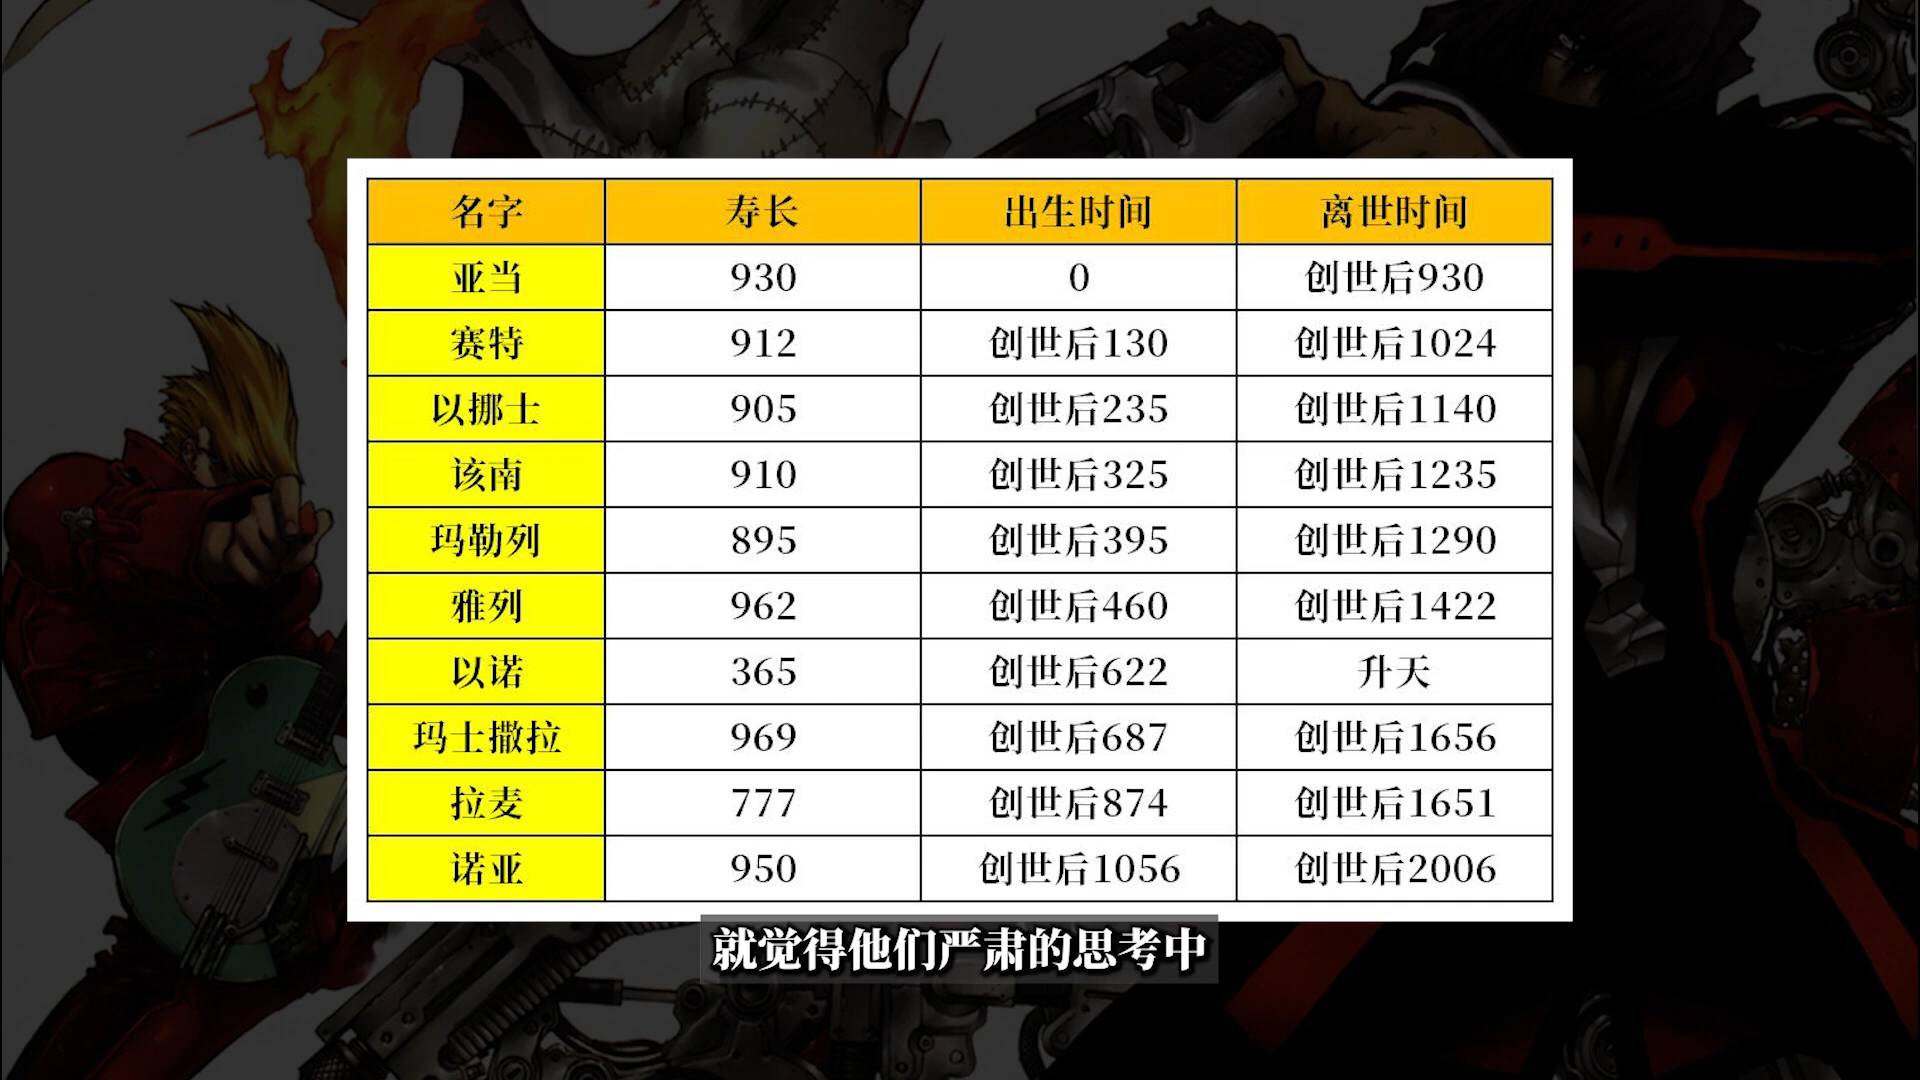 名字 寿长 出生时间 离世时间
亚当 930 0 创世后930
赛特 912 创世后130 创世后1024
以挪士 905 创世后235 创世后1140
该南 910 创世后325 创世后1235
玛勒列 895 创世后395 创世后1290
雅列 962 创世后460 创世后1422
以诺 365 创世后622 升天
玛士撒拉 969 创世后687 创世后1656
拉麦 777 创世后874 创世后1651
诺亚 950 创世后1056 创世后2006
就觉得他们严肃的思考中